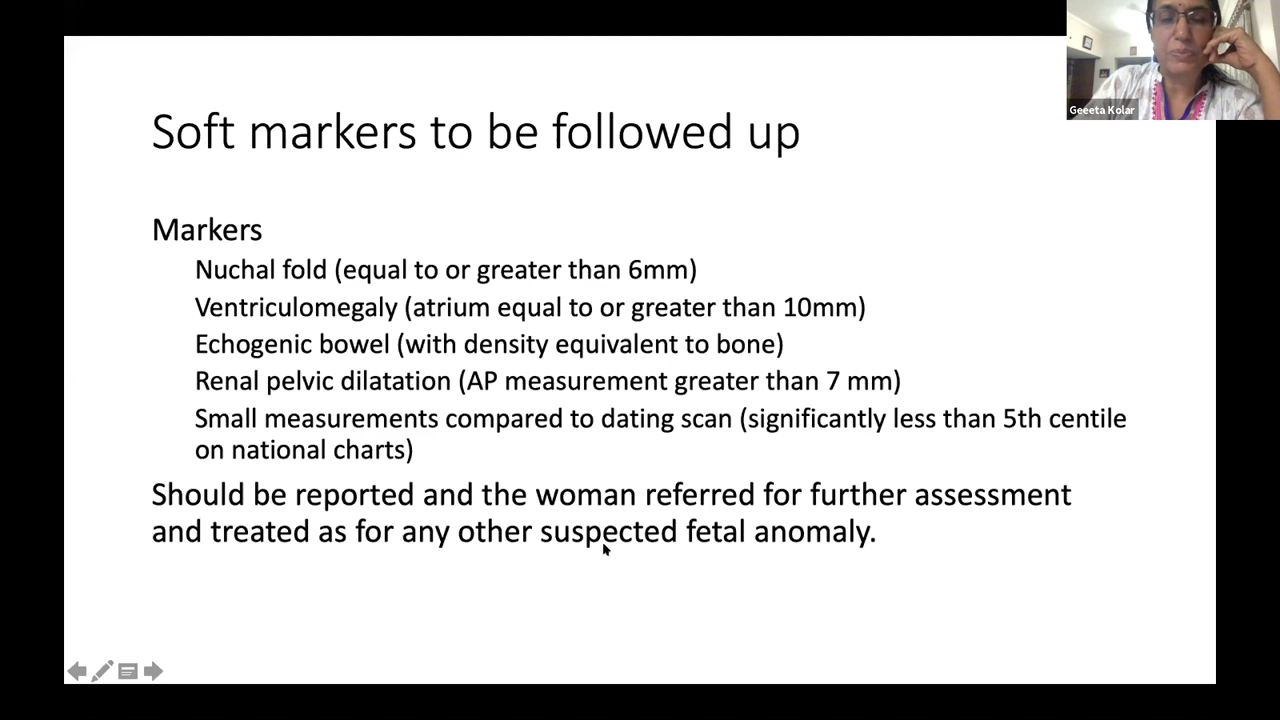 Geeeta Kolar
Soft markers to be followed up
Markers
Nuchal fold (equal to or greater than 6mm)
Ventriculomegaly (atrium equal to or greater than 10mm)
Echogenic bowel (with density equivalent to bone)
Renal pelvic dilatation (AP measurement greater than 7 mm)
Small measurements compared to dating scan (significantly less than 5th centile
on national charts)
Should be reported and the woman referred for further assessment
and treated as for any other suspected fetal anomaly.